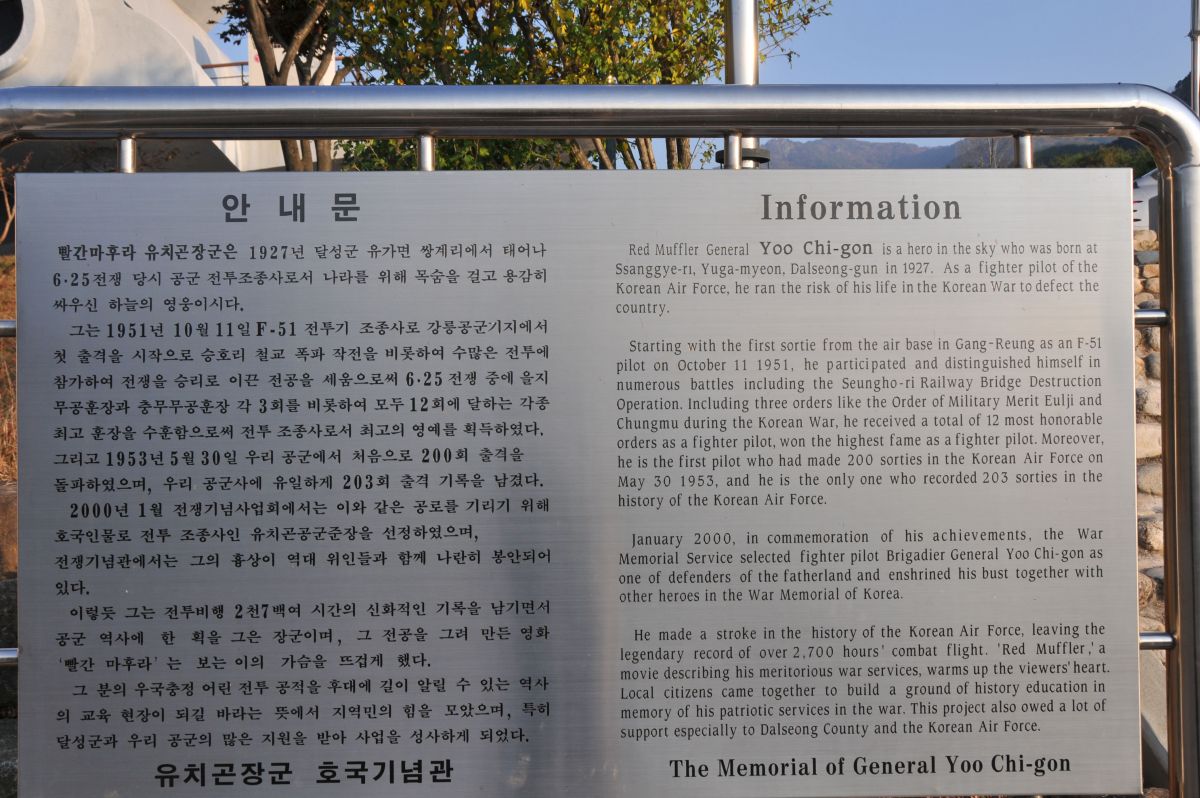 안 내 문
빨간마후라 유치곤장군은 1927년 달성군 유가면 쌍계리에서 태어나
6·25전쟁 당시 공군 전투조종사로서 나라를 위해 목숨을 걸고 용감히
싸우신 하늘의 영웅이시다.
그는 1951년 10월 11일 F-51 전투기 조종사로 강릉공군기지에서
첫 출격을 시작으로 승호리 철교 폭파 작전을 비롯하여 수많은 전투에
참가하여 전쟁을 승리로 이끈 전공을 세움으로써 6·25 전쟁 중에 을지
무공훈장과 충무무공훈장 각 3회를 비롯하여 모두 12회에 달하는 각종
최고 훈장을 수훈함으로써 전투 조종사로서 최고의 영예를 획득하였다.
그리고 1953년 5월 30일 우리 공군에서 처음으로 200회 출격을
돌파하였으며, 우리 공군사에 유일하게 203회 출격 기록을 남겼다.
2000년 1월 전쟁기념사업회에서는 이와 같은 공로를 기리기 위해
호국인물로 전투 조종사인 유치곤공군준장을 선정하였으며,
전쟁기념관에서는 그의 흉상이 역대 위인들과 함께 나란히 봉안되어
있다.
이렇듯 그는 전투비행 2천7백여 시간의 신화적인 기록을 남기면서
공군 역사에 한 획을 그은 장군이며, 그 전공을 그려 만든 영화
'빨간 마후라' 는 보는 이의 가슴을 뜨겁게 했다.
그 분의 우국충정 어린 전투 공적을 후대에 길이 알릴 수 있는 역사
의 교육 현장이 되길 바라는 뜻에서 지역민의 힘을 모았으며, 특히
달성군과 우리 공군의 많은 지원을 받아 사업을 성사하게 되었다.
유치곤장군 호국기념관
Information
Red Muffler General Yoo Chi-gon is a hero in the sky who was born at
Ssanggye-ri, Yuga-myeon, Dalseong-gun in 1927. As a fighter pilot of the
Korean Air Force, he ran the risk of his life in the Korean War to defect the
country.
Starting with the first sortie from the air base in Gang-Reung as an F-51
pilot on October 11 1951, he participated and distinguished himself in
numerous battles including the Seungho-ri Railway Bridge Destruction
Operation. Including three orders like the Order of Military Merit Eulji and
Chungmu during the Korean War, he received a total of 12 most honorable
orders as a fighter pilot, won the highest fame as a fighter pilot. Moreover,
he is the first pilot who had made 200 sorties in the Korean Air Force on
May 30 1953, and he is the only one who recorded 203 sorties in the
history of the Korean Air Force.
January 2000, in commemoration of his achievements, the War
Memorial Service selected fighter pilot Brigadier General Yoo Chi-gon as
one of defenders of the fatherland and enshrined his bust together with
other heroes in the War Memorial of Korea.
He made a stroke in the history of the Korean Air Force, leaving the
legendary record of over 2,700 hours' combat flight. 'Red Muffler,' a
movie describing his meritorious war services, warms up the viewers' heart.
Local citizens came together to build a ground of history education in
memory of his patriotic services in the war. This project also owed a lot of
support especially to Dalseong County and the Korean Air Force.
The Memorial of General Yoo Chi-gon